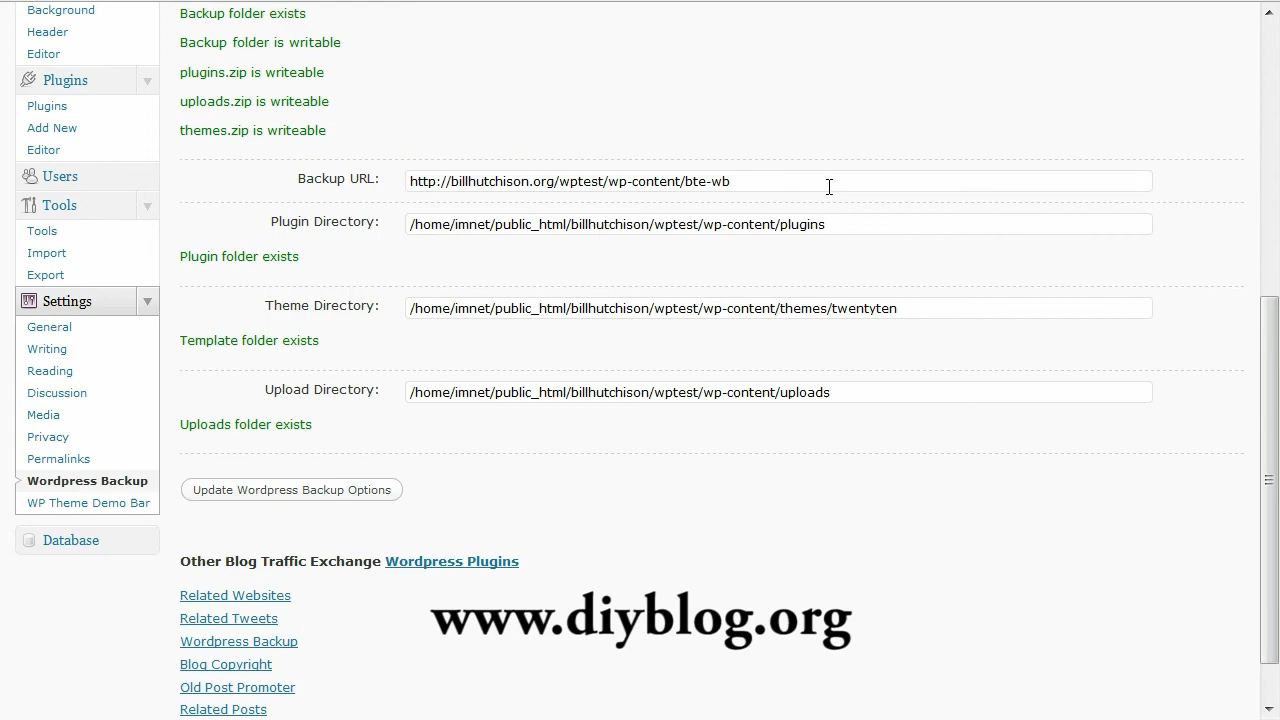 Background
Header
Editor
Plugins
Plugins
Add New
Editor
Users
Tools
Tools
Import
Export
Settings
General
Writing
Reading
Discussion
Media
Privacy
Permalinks
Wordpress Backup
WP Theme Demo Bar
Database
Backup folder exists
Backup folder is writable
plugins.zip is writeable
uploads.zip is writeable
themes.zip is writeable
Backup URL: http://billhutchison.org/wptest/wp-content/bte-wb
Plugin Directory: /home/imnet/public_html/billhutchison/wptest/wp-content/plugins
Plugin folder exists
Theme Directory: /home/imnet/public_html/billhutchison/wptest/wp-content/themes/twentyten
Template folder exists
Upload Directory: /home/imnet/public_html/billhutchison/wptest/wp-content/uploads
Uploads folder exists
Update Wordpress Backup Options
Other Blog Traffic Exchange Wordpress Plugins
Related Websites
Related Tweets
Wordpress Backup
Blog Copyright
Old Post Promoter
Related Posts
www.diyblog.org